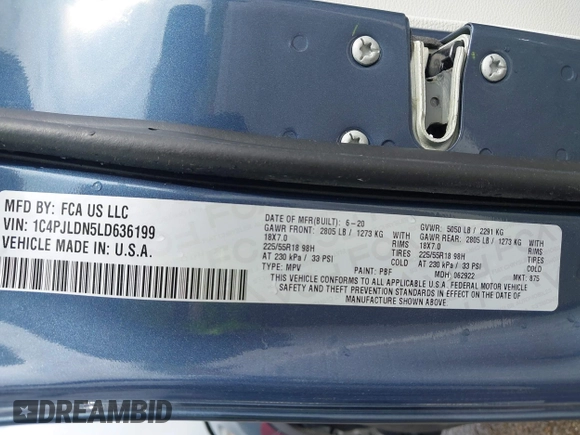 MFD BY: FCA US LLC
VIN: 1C4PJLDN5LD636199
VEHICLE MADE IN: U.S.A.
DATE OF MFR(BUILT): 6-20
GVWR: 5050 LB / 2291 KG
GAWR FRONT: 2805 LB / 1273 KG WITH
GAWR REAR: 2805 LB / 1273 KG WITH
18X7.0 RIMS
18X7.0 RIMS
225/55R18 98H TIRES
225/55R18 98H TIRES
AT 230 kPa / 33 PSI
AT 230 kPa / 33 PSI
TYPE: MPV PAINT: PBF MDH: 062922 MKT: 875
THIS VEHICLE CONFORMS TO ALL APPLICABLE U.S.A. FEDERAL MOTOR VEHICLE
SAFETY AND THEFT PREVENTION STANDARDS IN EFFECT ON THE DATE OF MANUFACTURE
SHOWN ABOVE.
DREAMBID